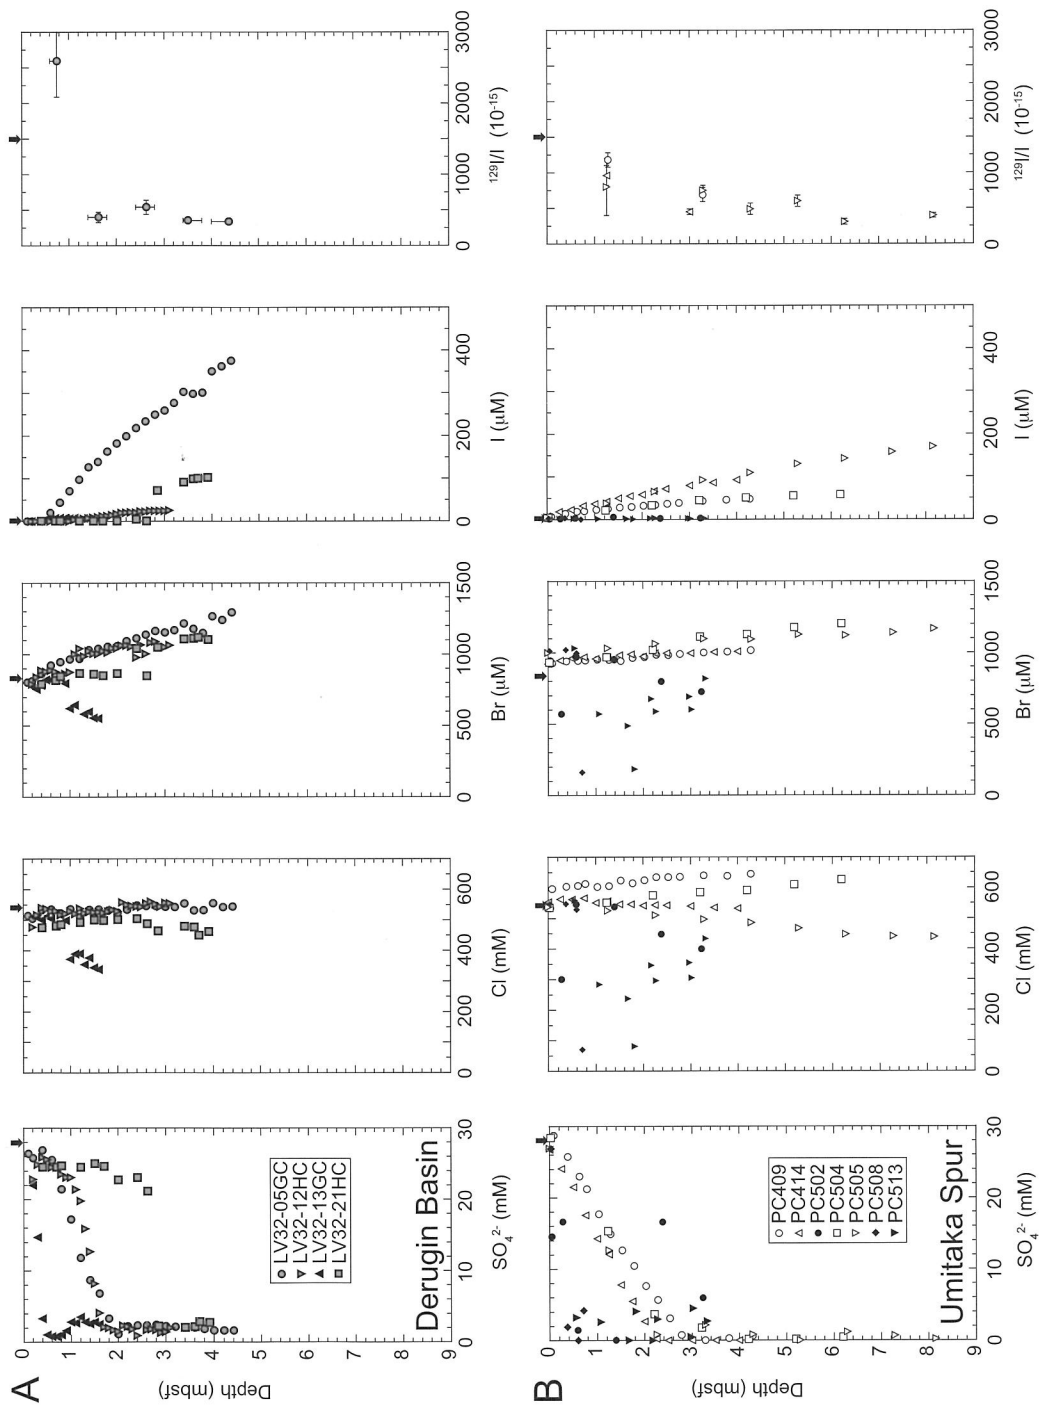 A
Depth (mbsf)
0 1 2 3 4 5 6 7 8 9
SO₄²⁻ (mM)
0 10 20 30
Derugin Basin
LV32-05GC
LV32-12HC
LV32-13GC
LV32-21HC
Cl (mM)
0 200 400 600
Br (μM)
0 500 1000 1500
I (μM)
0 200 400
¹²⁹I/I (10⁻¹⁵)
0 1000 2000 3000
B
Depth (mbsf)
0 1 2 3 4 5 6 7 8 9
SO₄²⁻ (mM)
0 10 20 30
Umitaka Spur
PC409
PC414
PC502
PC504
PC505
PC508
PC513
Cl (mM)
0 200 400 600
Br (μM)
0 500 1000 1500
I (μM)
0 200 400
¹²⁹I/I (10⁻¹⁵)
0 1000 2000 3000